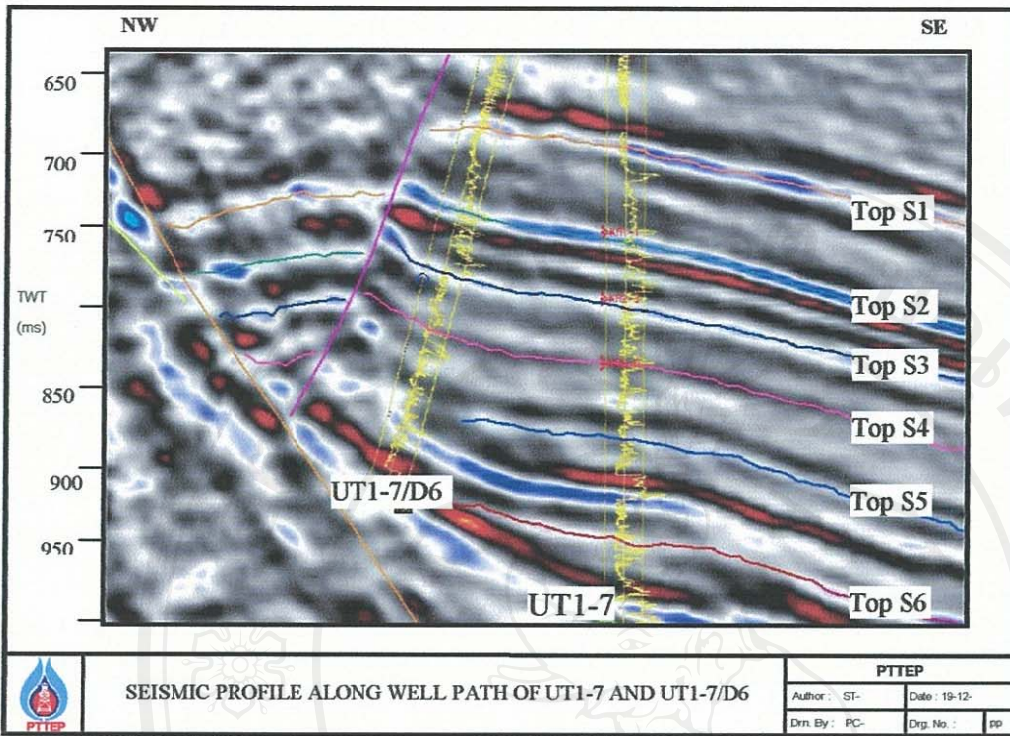 NW
SE
650
700
750
TWT
(ms)
850
900
950
Top S1
Top S2
Top S3
Top S4
Top S5
Top S6
UT1-7/D6
UT1-7
PTTEP
SEISMIC PROFILE ALONG WELL PATH OF UT1-7 AND UT1-7/D6
PTTEP
Author : ST-
Date : 19-12-
Drn. By : PC-
Drg. No. :
pp